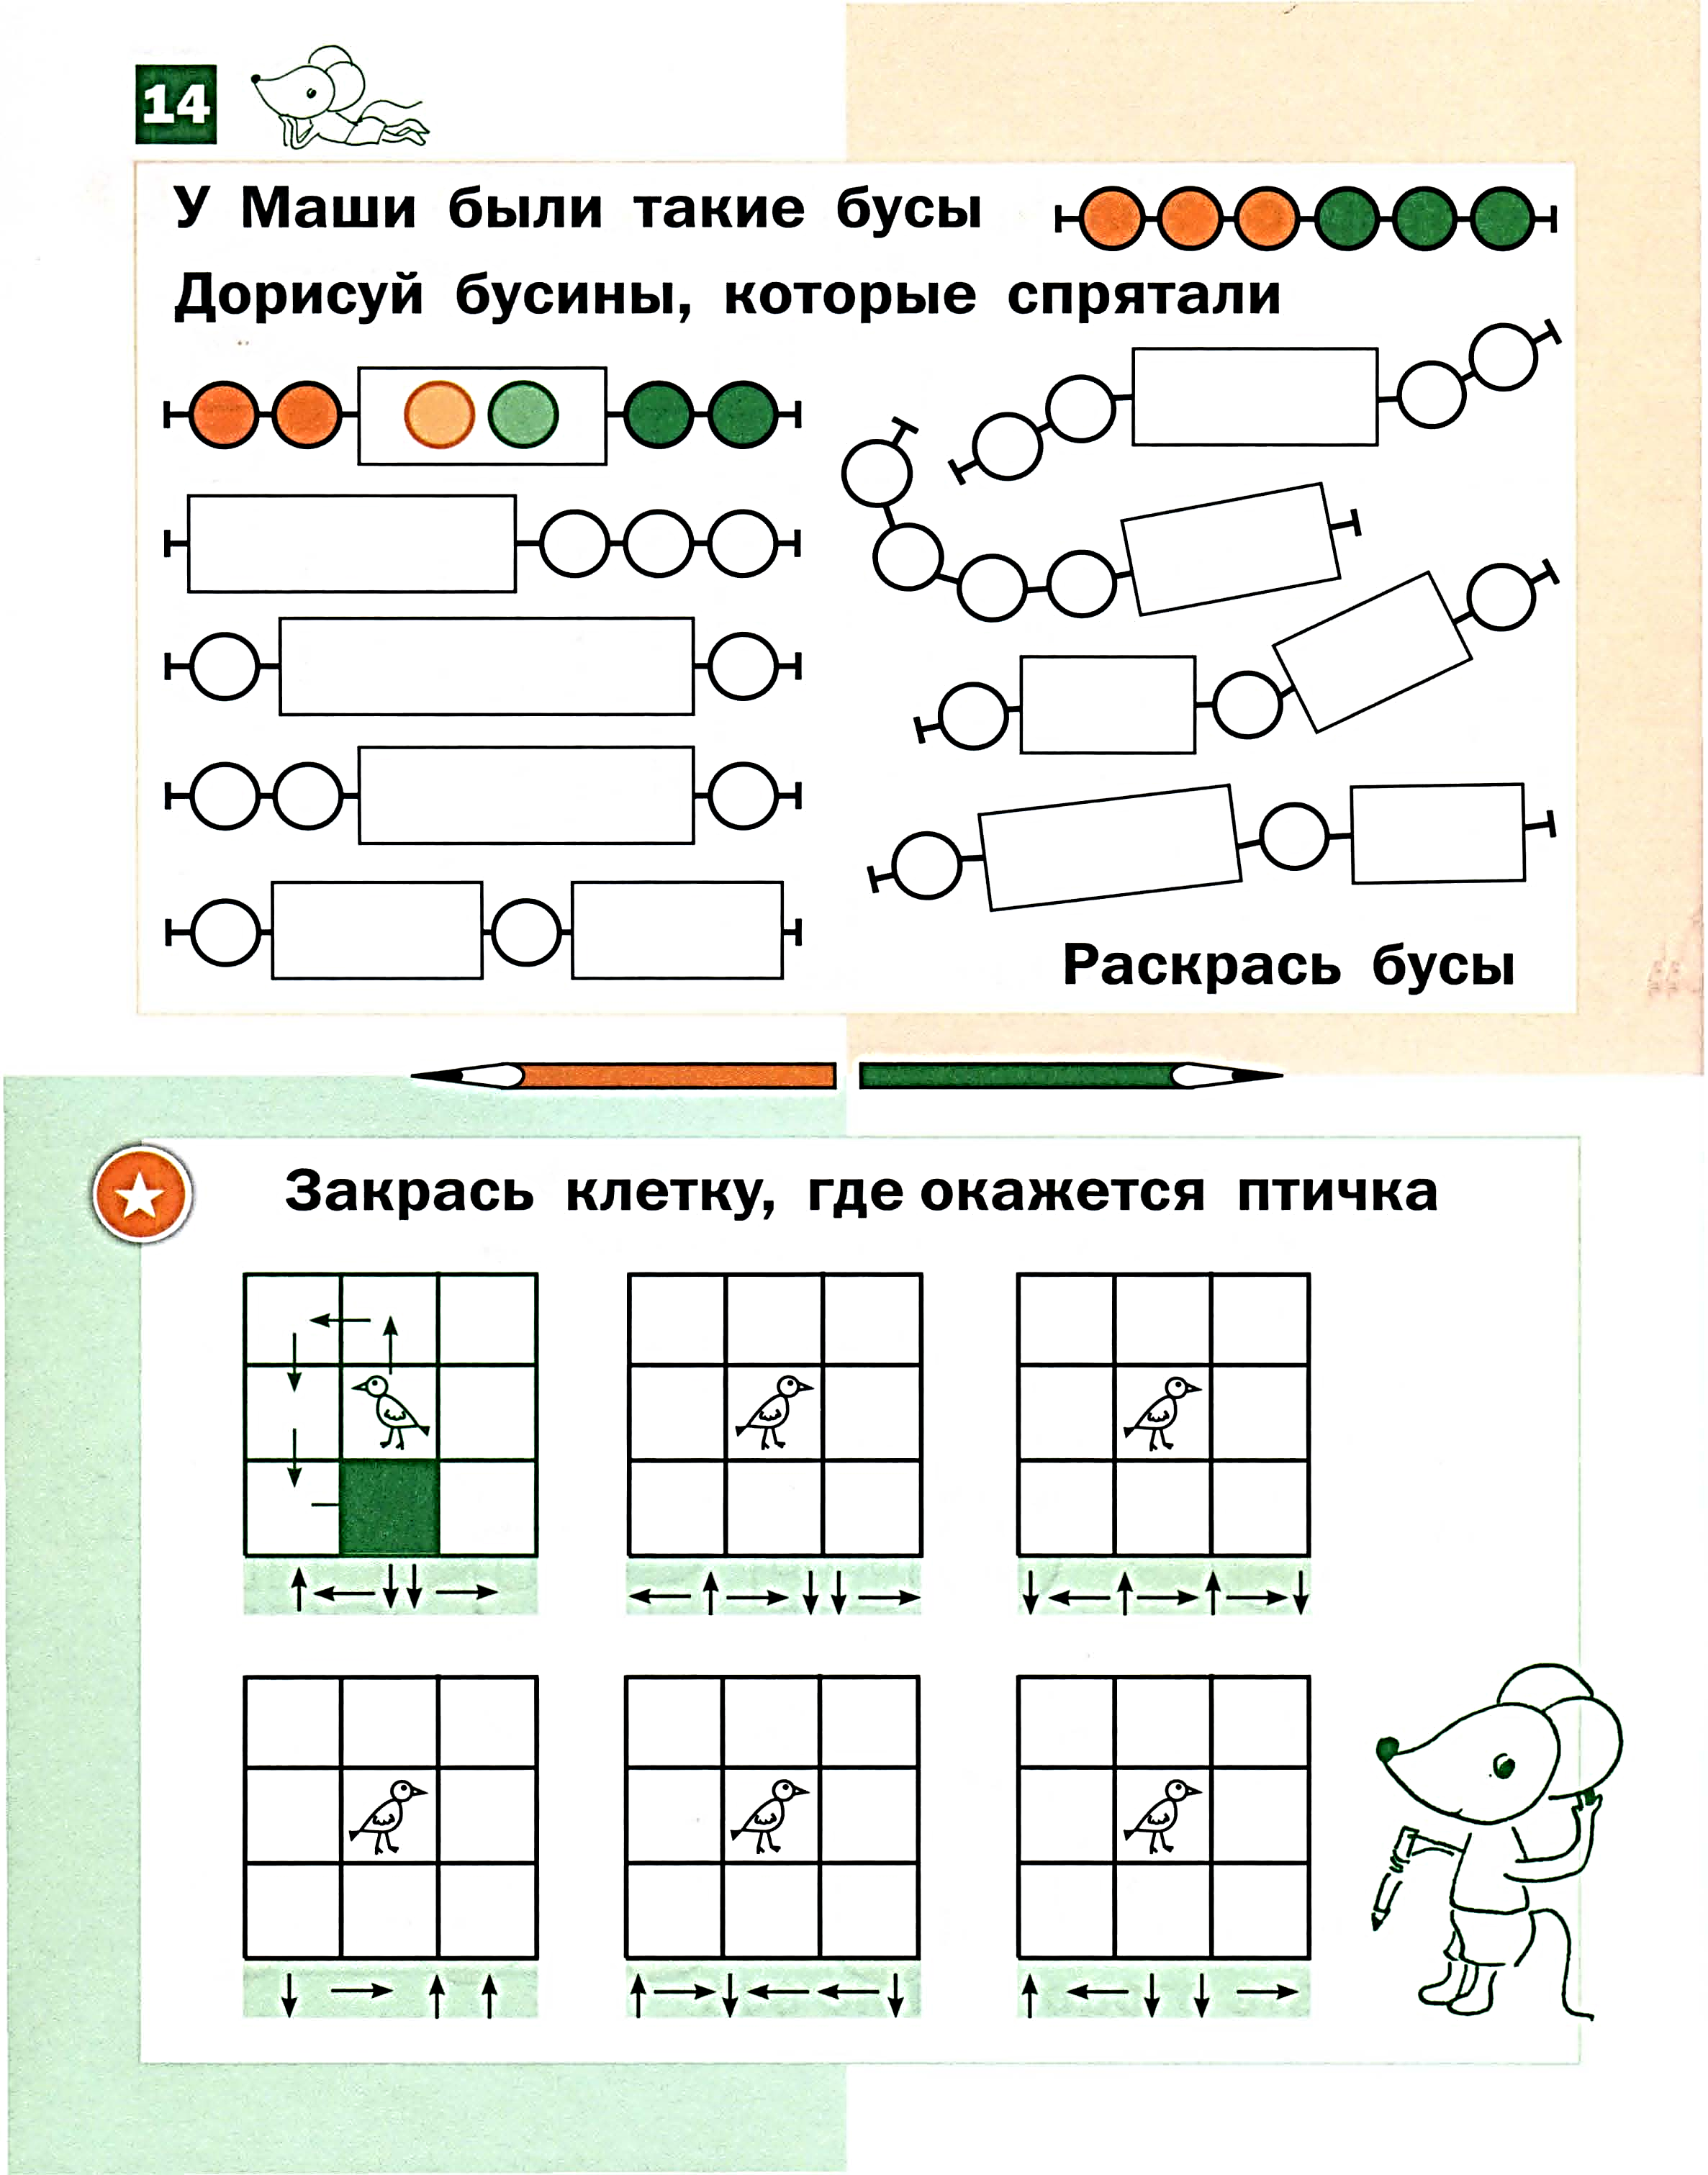 14
У Маши были такие бусы
Дорисуй бусины, которые спрятали
Раскрась бусы
Закрась клетку, где окажется птичка